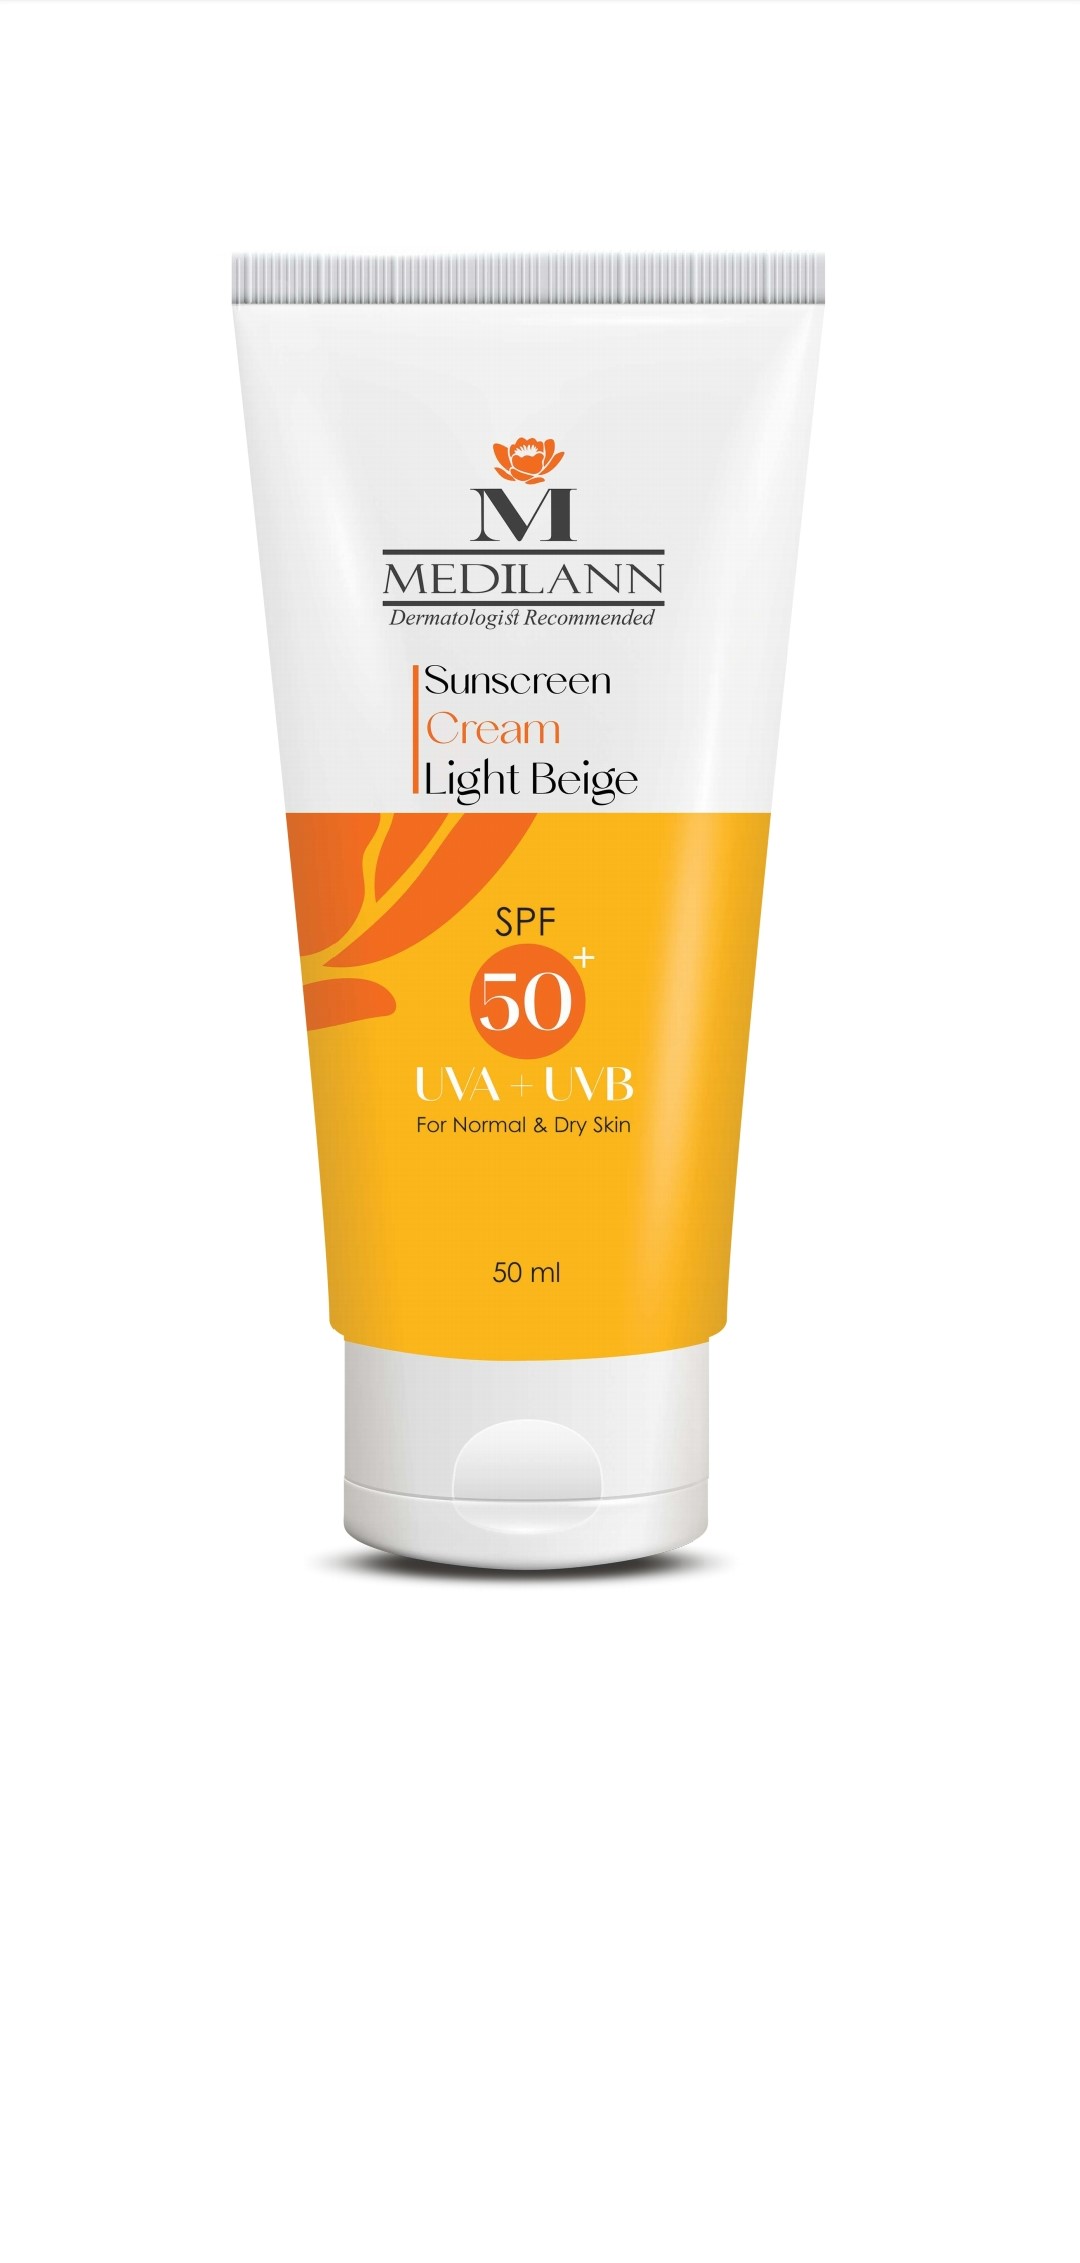 M
MEDILANN
Dermatologist Recommended
Sunscreen
Cream
Light Beige
SPF
50+
UVA + UVB
For Normal & Dry Skin
50 ml